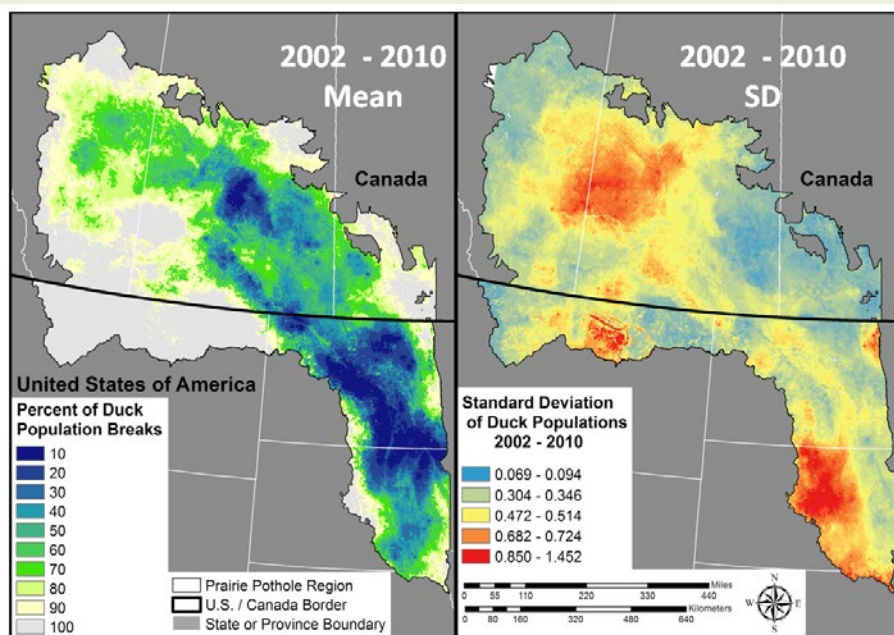 2002 - 2010
Mean
Canada
United States of America
Percent of Duck
Population Breaks
10
20
30
40
50
60
70
80
90
100
Prairie Pothole Region
U.S. / Canada Border
State or Province Boundary
2002 - 2010
SD
Canada
Standard Deviation
of Duck Populations
2002 - 2010
0.069 - 0.094
0.304 - 0.346
0.472 - 0.514
0.682 - 0.724
0.850 - 1.452
Miles
0 55 110 220 330 440
Kilometers
0 80 160 320 480 640
N
W E
S